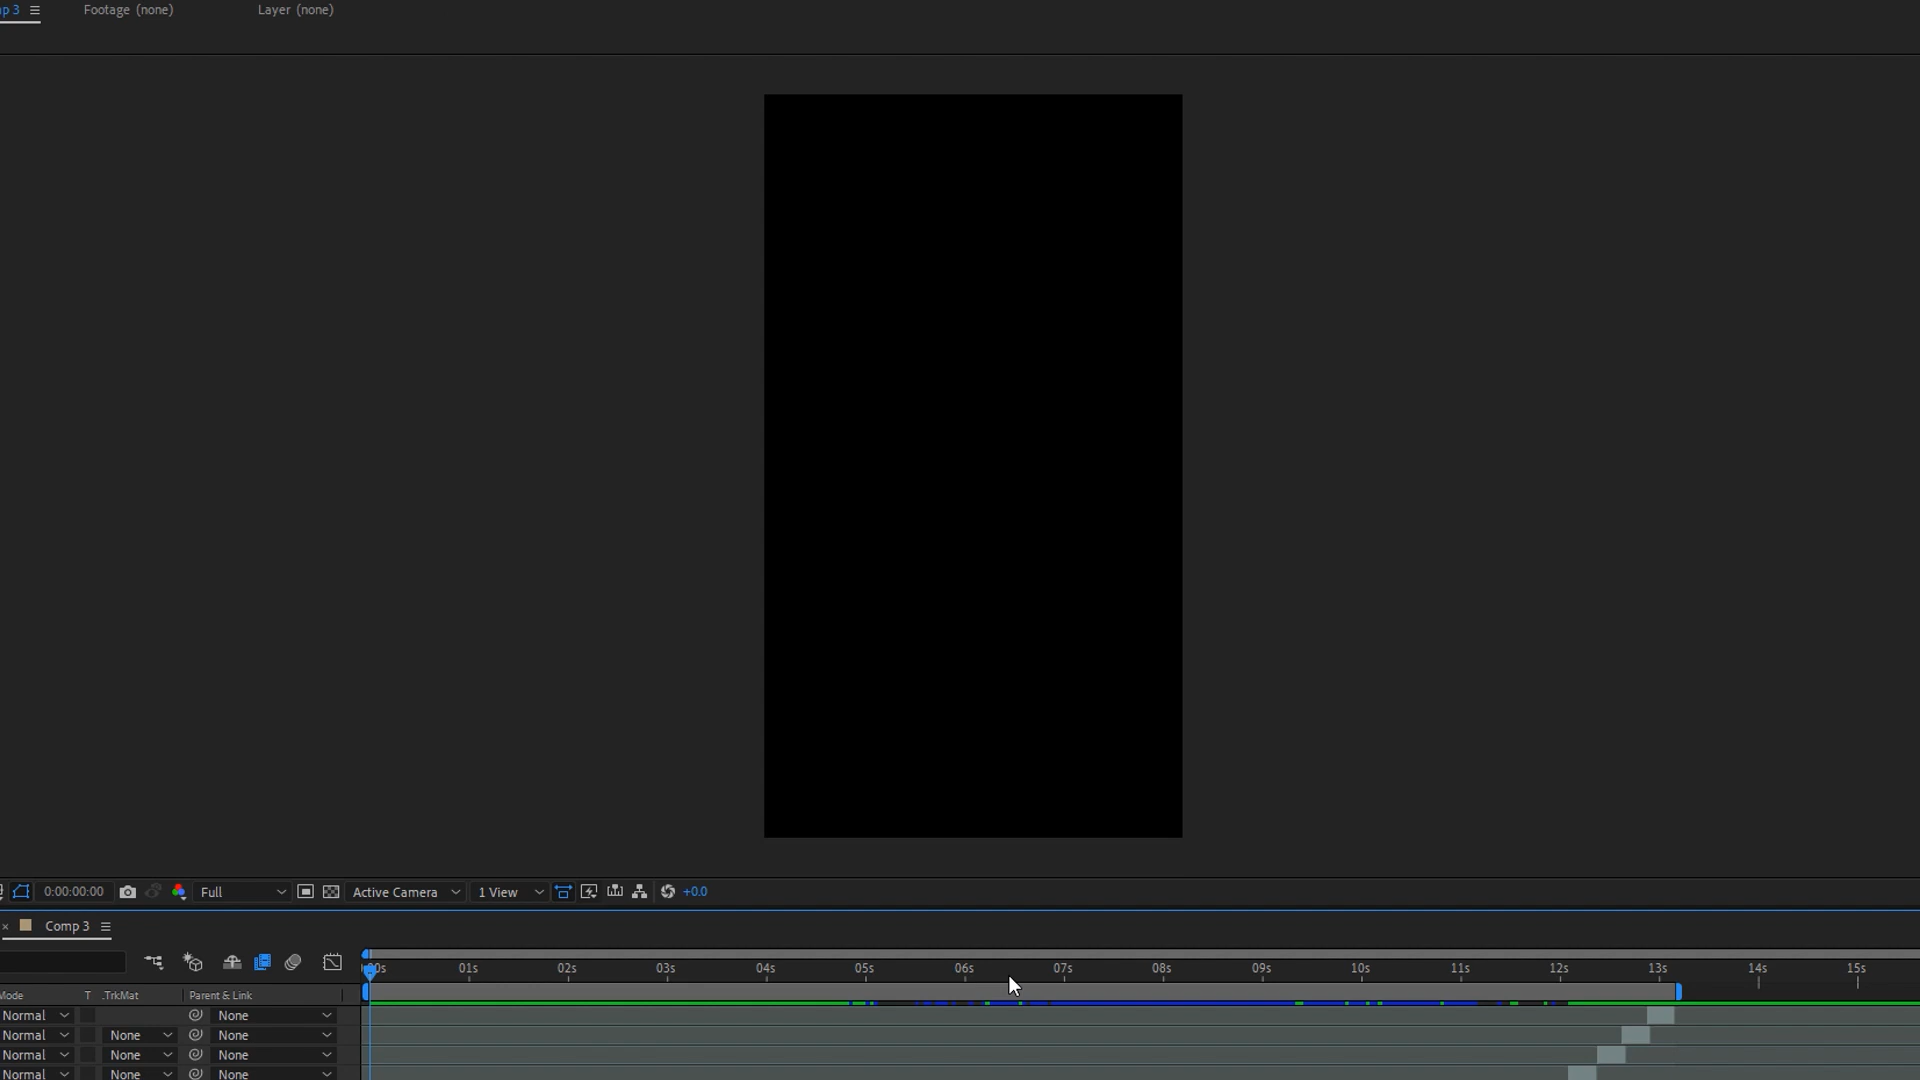 p 3 Footage (none) Layer (none)
0:00:00:00 Full Active Camera 1 View +0.0
× Comp 3
00s 01s 02s 03s 04s 05s 06s 07s 08s 09s 10s 11s 12s 13s 14s 15s
Mode T .TrkMat Parent & Link
Normal None
Normal None None
Normal None None
Normal None None